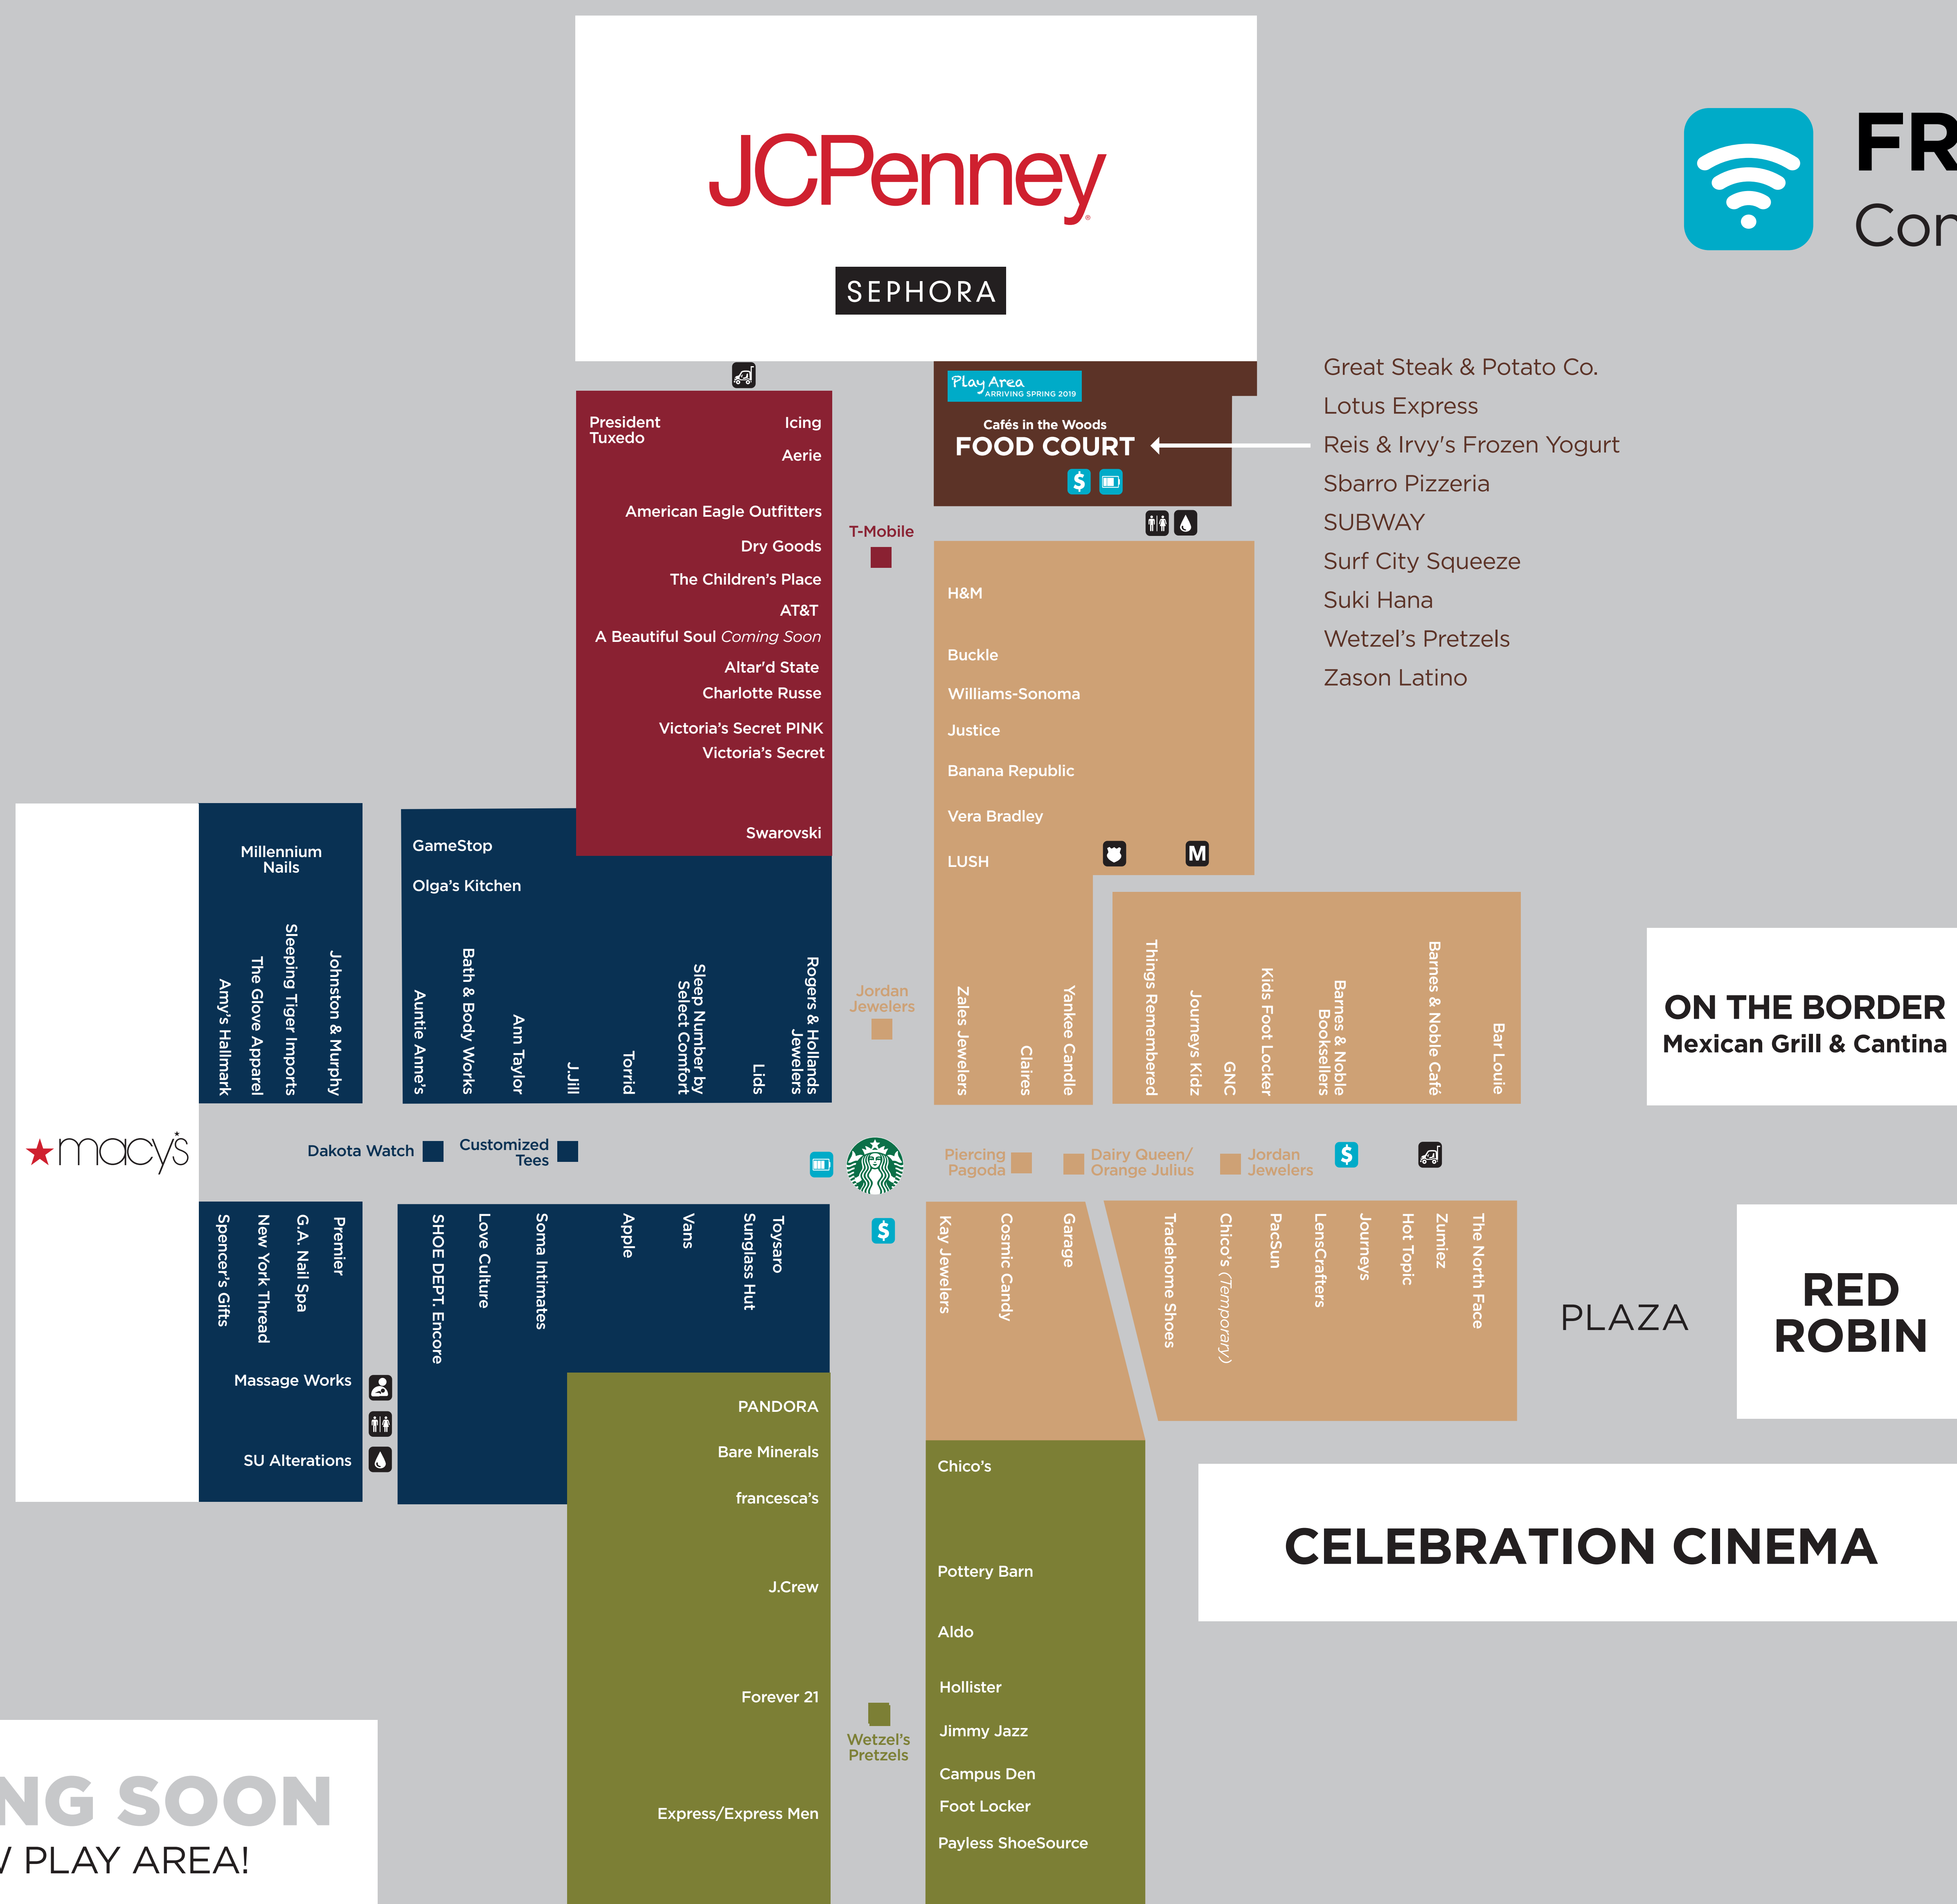 JCPenney
SEPHORA
FR
Con
Play Area
ARRIVING SPRING 2019
Cafés in the Woods
FOOD COURT
$
Great Steak & Potato Co.
Lotus Express
Reis & Irvy's Frozen Yogurt
Sbarro Pizzeria
SUBWAY
Surf City Squeeze
Suki Hana
Wetzel's Pretzels
Zason Latino
President
Tuxedo
Icing
Aerie
American Eagle Outfitters
Dry Goods
The Children's Place
AT&T
A Beautiful Soul Coming Soon
Altar'd State
Charlotte Russe
Victoria's Secret PINK
Victoria's Secret
Swarovski
T-Mobile
H&M
Buckle
Williams-Sonoma
Justice
Banana Republic
Vera Bradley
LUSH
M
Millennium
Nails
Amy's Hallmark
The Glove Apparel
Sleeping Tiger Imports
Johnston & Murphy
GameStop
Olga's Kitchen
Auntie Anne's
Bath & Body Works
Ann Taylor
J.Jill
Torrid
Sleep Number by
Select Comfort
Lids
Rogers & Hollands
Jewelers
Jordan
Jewelers
Zales Jewelers
Claires
Yankee Candle
Things Remembered
Journeys Kidz
GNC
Kids Foot Locker
Barnes & Noble
Booksellers
Barnes & Noble Café
Bar Louie
ON THE BORDER
Mexican Grill & Cantina
macy's
Dakota Watch
Customized
Tees
Piercing
Pagoda
Dairy Queen/
Orange Julius
Jordan
Jewelers
$
$
Spencer's Gifts
New York Thread
G.A. Nail Spa
Premier
Massage Works
SU Alterations
SHOE DEPT. Encore
Love Culture
Soma Intimates
Apple
Vans
Sunglass Hut
Toysaro
Kay Jewelers
Cosmic Candy
Garage
Tradehome Shoes
Chico's (Temporary)
PacSun
LensCrafters
Journeys
Hot Topic
Zumiez
The North Face
PLAZA
RED
ROBIN
PANDORA
Bare Minerals
francesca's
J.Crew
Forever 21
Express/Express Men
Wetzel's
Pretzels
Chico's
Pottery Barn
Aldo
Hollister
Jimmy Jazz
Campus Den
Foot Locker
Payless ShoeSource
CELEBRATION CINEMA
NG SOON
W PLAY AREA!